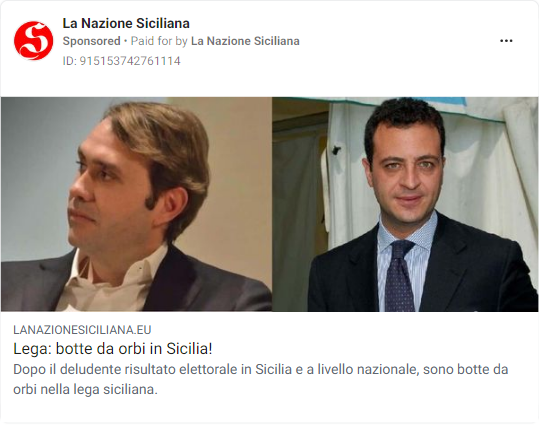 La Nazione Siciliana
Sponsored • Paid for by La Nazione Siciliana
ID: 915153742761114
LANAZIONESICILIANA.EU
Lega: botte da orbi in Sicilia!
Dopo il deludente risultato elettorale in Sicilia e a livello nazionale, sono botte da
orbi nella lega siciliana.